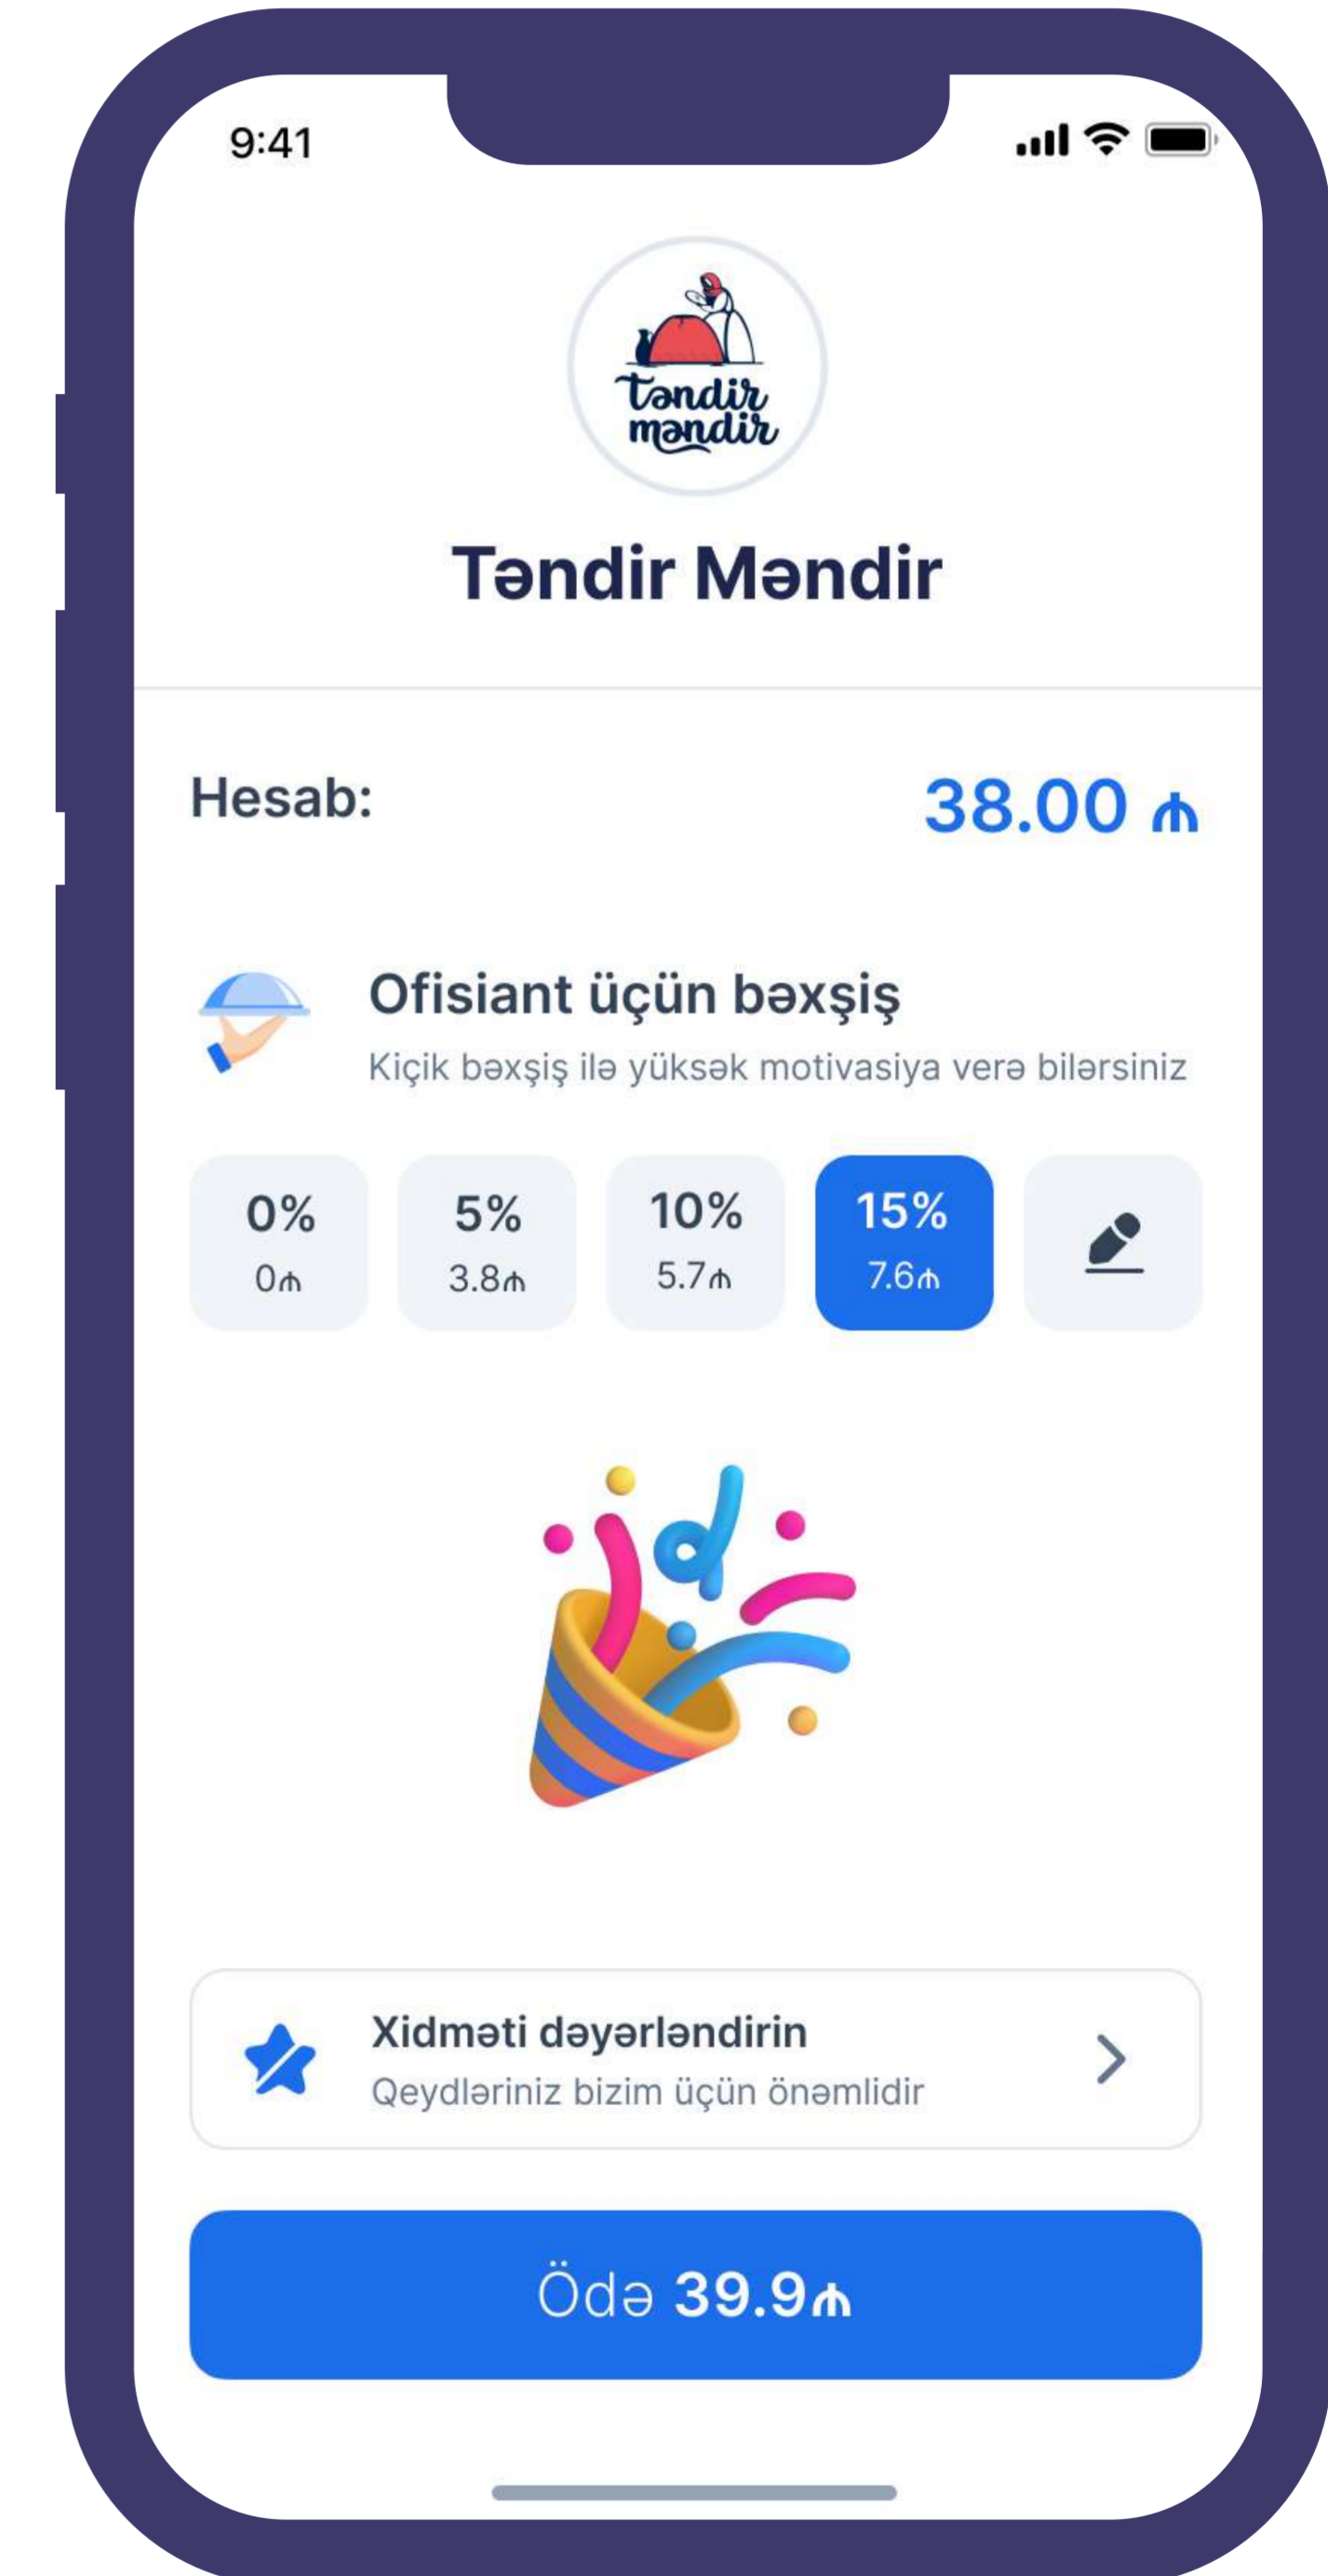 9:41
təndir
məndir
Təndir Məndir
Hesab: 38.00 ₼
Ofisiant üçün bəxşiş
Kiçik bəxşiş ilə yüksək motivasiya verə bilərsiniz
0% 5% 10% 15%
0₼ 3.8₼ 5.7₼ 7.6₼
Xidməti dəyərləndirin
Qeydləriniz bizim üçün önəmlidir
Ödə 39.9₼